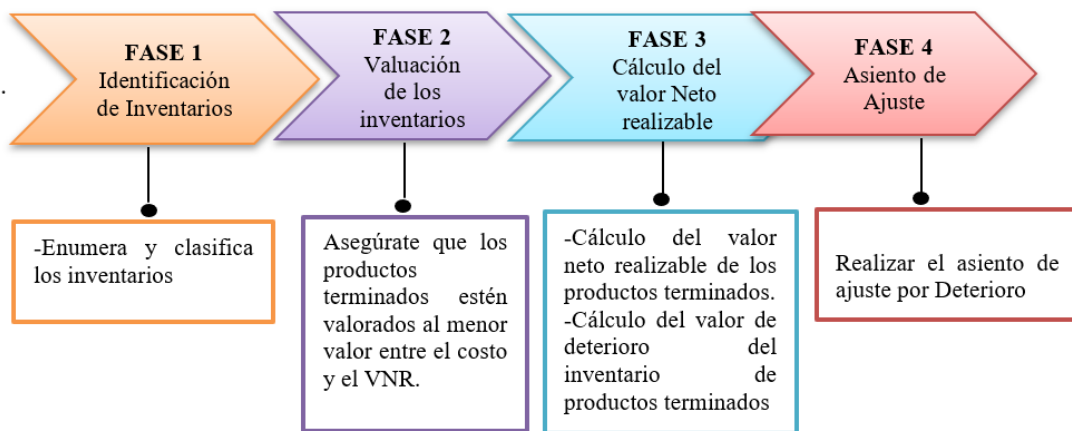 FASE 1
Identificación
de Inventarios
FASE 2
Valuación
de los
inventarios
FASE 3
Cálculo del
valor Neto
realizable
FASE 4
Asiento de
Ajuste
.
-Enumera y clasifica
los inventarios
Asegúrate que los
productos
terminados estén
valorados al menor
valor entre el costo
y el VNR.
-Cálculo del valor
neto realizable de los
productos terminados.
-Cálculo del valor de
deterioro del
inventario de
productos terminados
Realizar el asiento de
ajuste por Deterioro